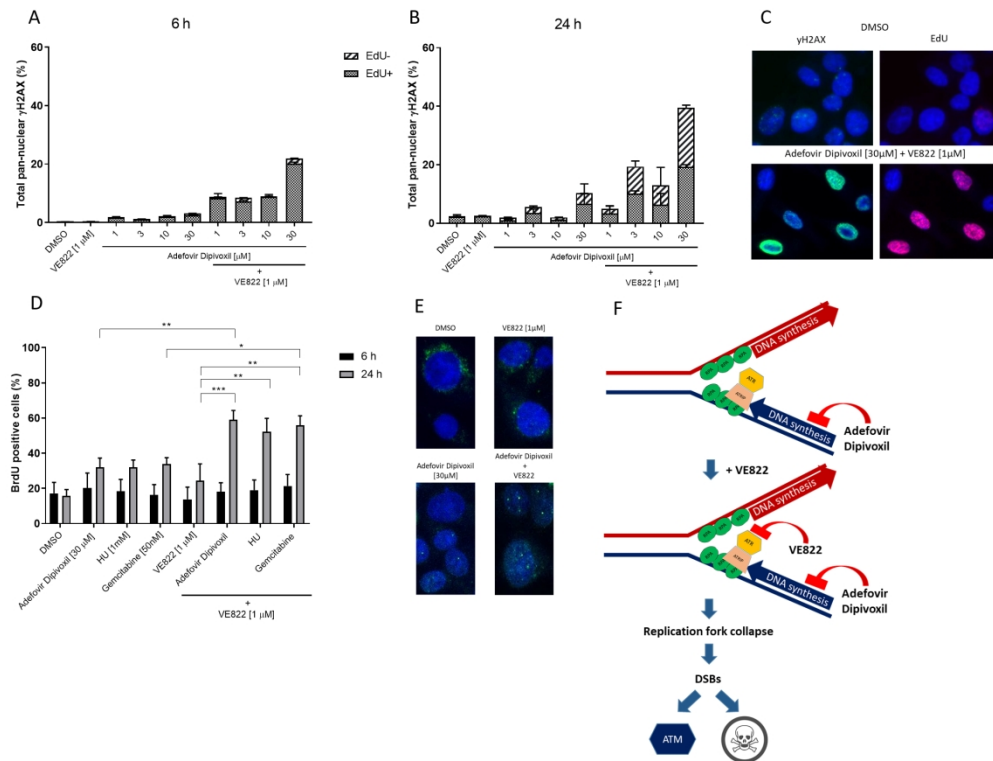 A
6 h
Total pan-nuclear γH2AX (%)
60
40
20
0
DMSO
VE822 [1 μM]
1
3
10
30
1
3
10
30
Adefovir Dipivoxil [μM]
+
VE822 [1 μM]
EdU-
EdU+
B
24 h
Total pan-nuclear γH2AX (%)
60
40
20
0
DMSO
VE822 [1 μM]
1
3
10
30
1
3
10
30
Adefovir Dipivoxil [μM]
+
VE822 [1 μM]
C
DMSO
γH2AX
EdU
Adefovir Dipivoxil [30μM] + VE822 [1μM]
D
BrdU positive cells (%)
100
80
60
40
20
0
**
*
**
**
***
6 h
24 h
DMSO
Adefovir Dipivoxil [30 μM]
HU [1mM]
Gemcitabine [50nM]
VE822 [1 μM]
Adefovir Dipivoxil
HU
Gemcitabine
+
VE822 [1 μM]
E
DMSO
VE822 [1μM]
Adefovir Dipivoxil
[30μM]
Adefovir Dipivoxil
+
VE822
F
DNA synthesis
ATR
ATRIP
DNA synthesis
Adefovir
Dipivoxil
+ VE822
DNA synthesis
ATR
ATRIP
VE822
DNA synthesis
Adefovir
Dipivoxil
Replication fork collapse
DSBs
ATM